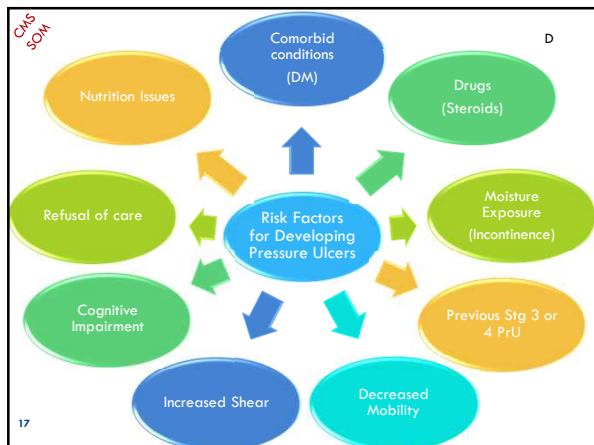 CMS
SOM
D
Comorbid
conditions
(DM)
Drugs
(Steroids)
Moisture
Exposure
(Incontinence)
Previous Stg 3 or
4 PrU
Decreased
Mobility
Increased Shear
Cognitive
Impairment
Refusal of care
Nutrition Issues
Risk Factors
for Developing
Pressure Ulcers
17